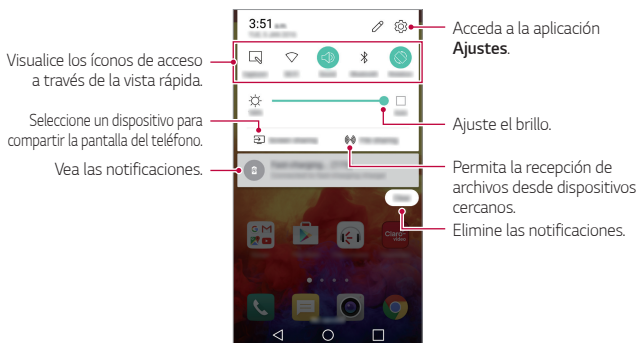 3:51
Acceda a la aplicación
Ajustes.
Visualice los íconos de acceso
a través de la vista rápida.
Ajuste el brillo.
Seleccione un dispositivo para
compartir la pantalla del teléfono.
Vea las notificaciones.
Permita la recepción de
archivos desde dispositivos
cercanos.
Elimine las notificaciones.
Claro-
video